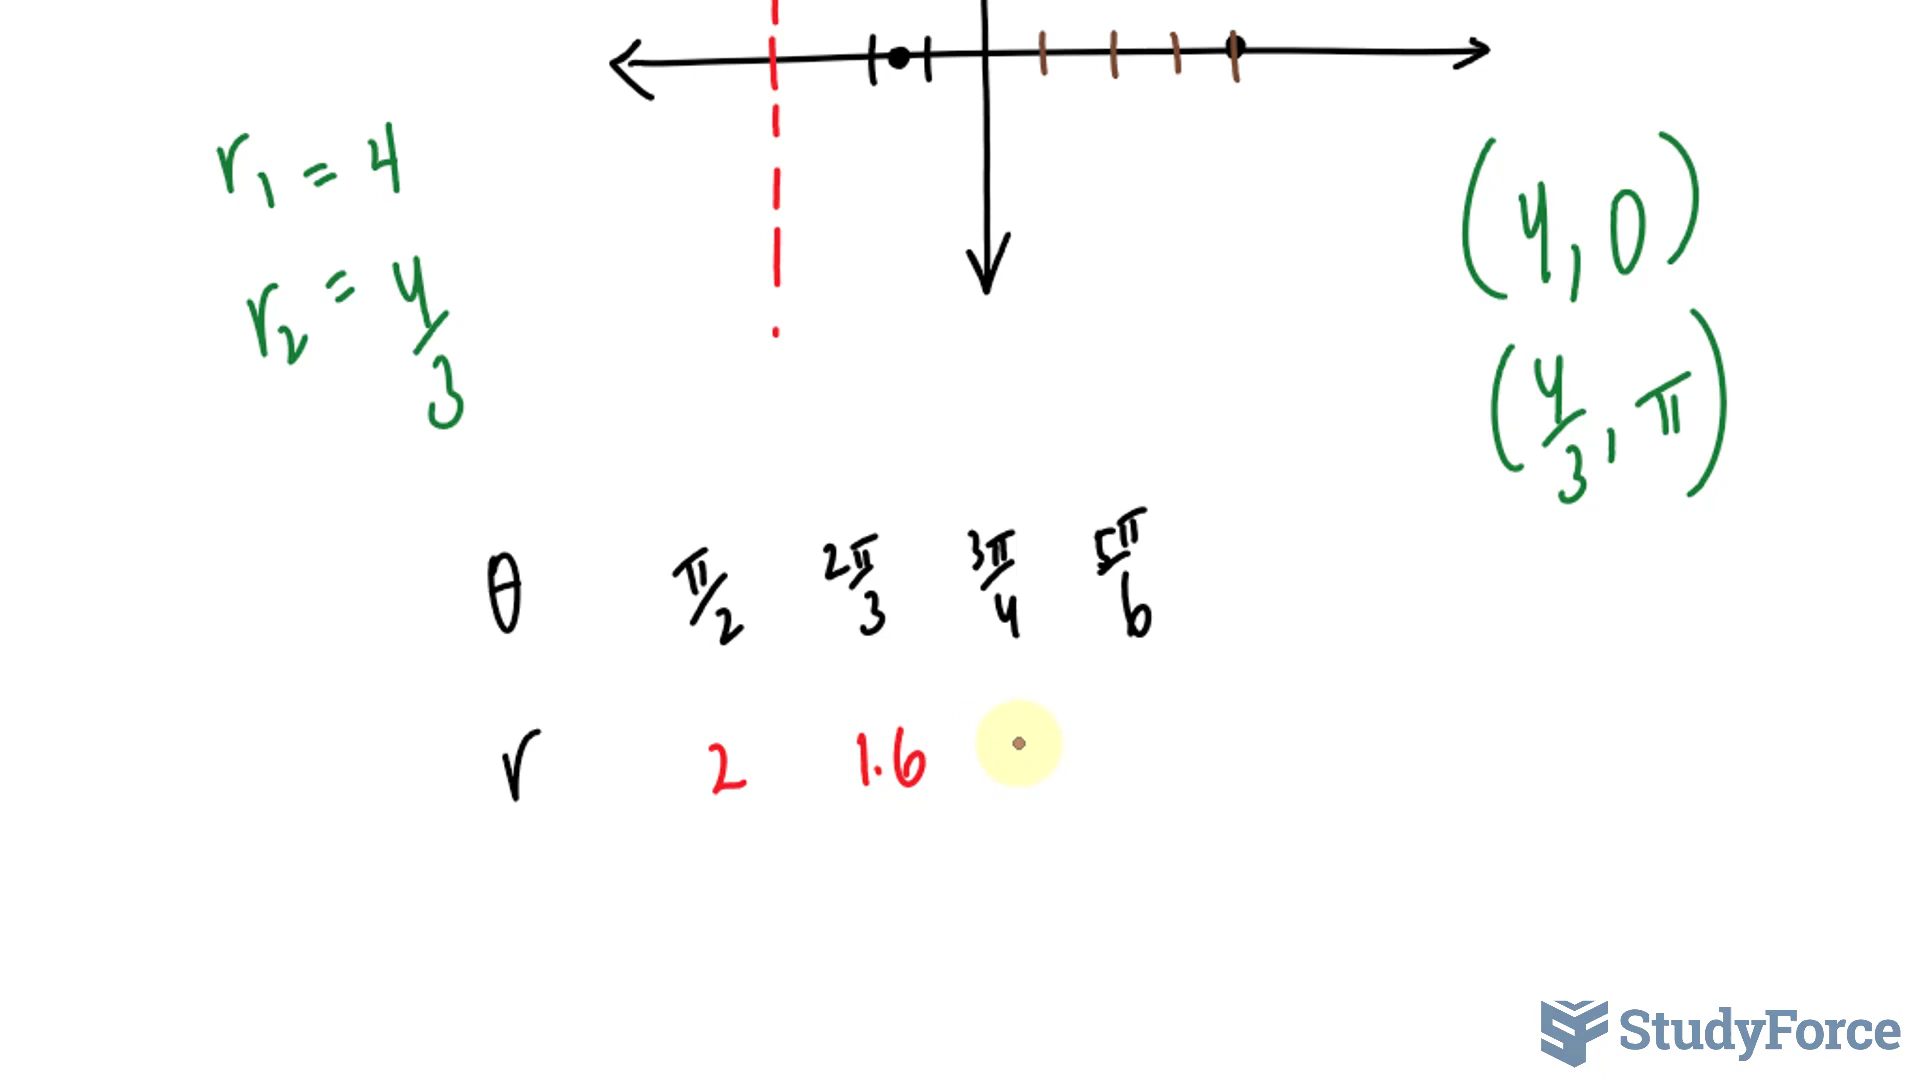 r₁ = 4
r₂ = 4/3
(4, 0)
(4/3, π)
θ π/2 2π/3 3π/4 5π/6
r 2 1.6
StudyForce